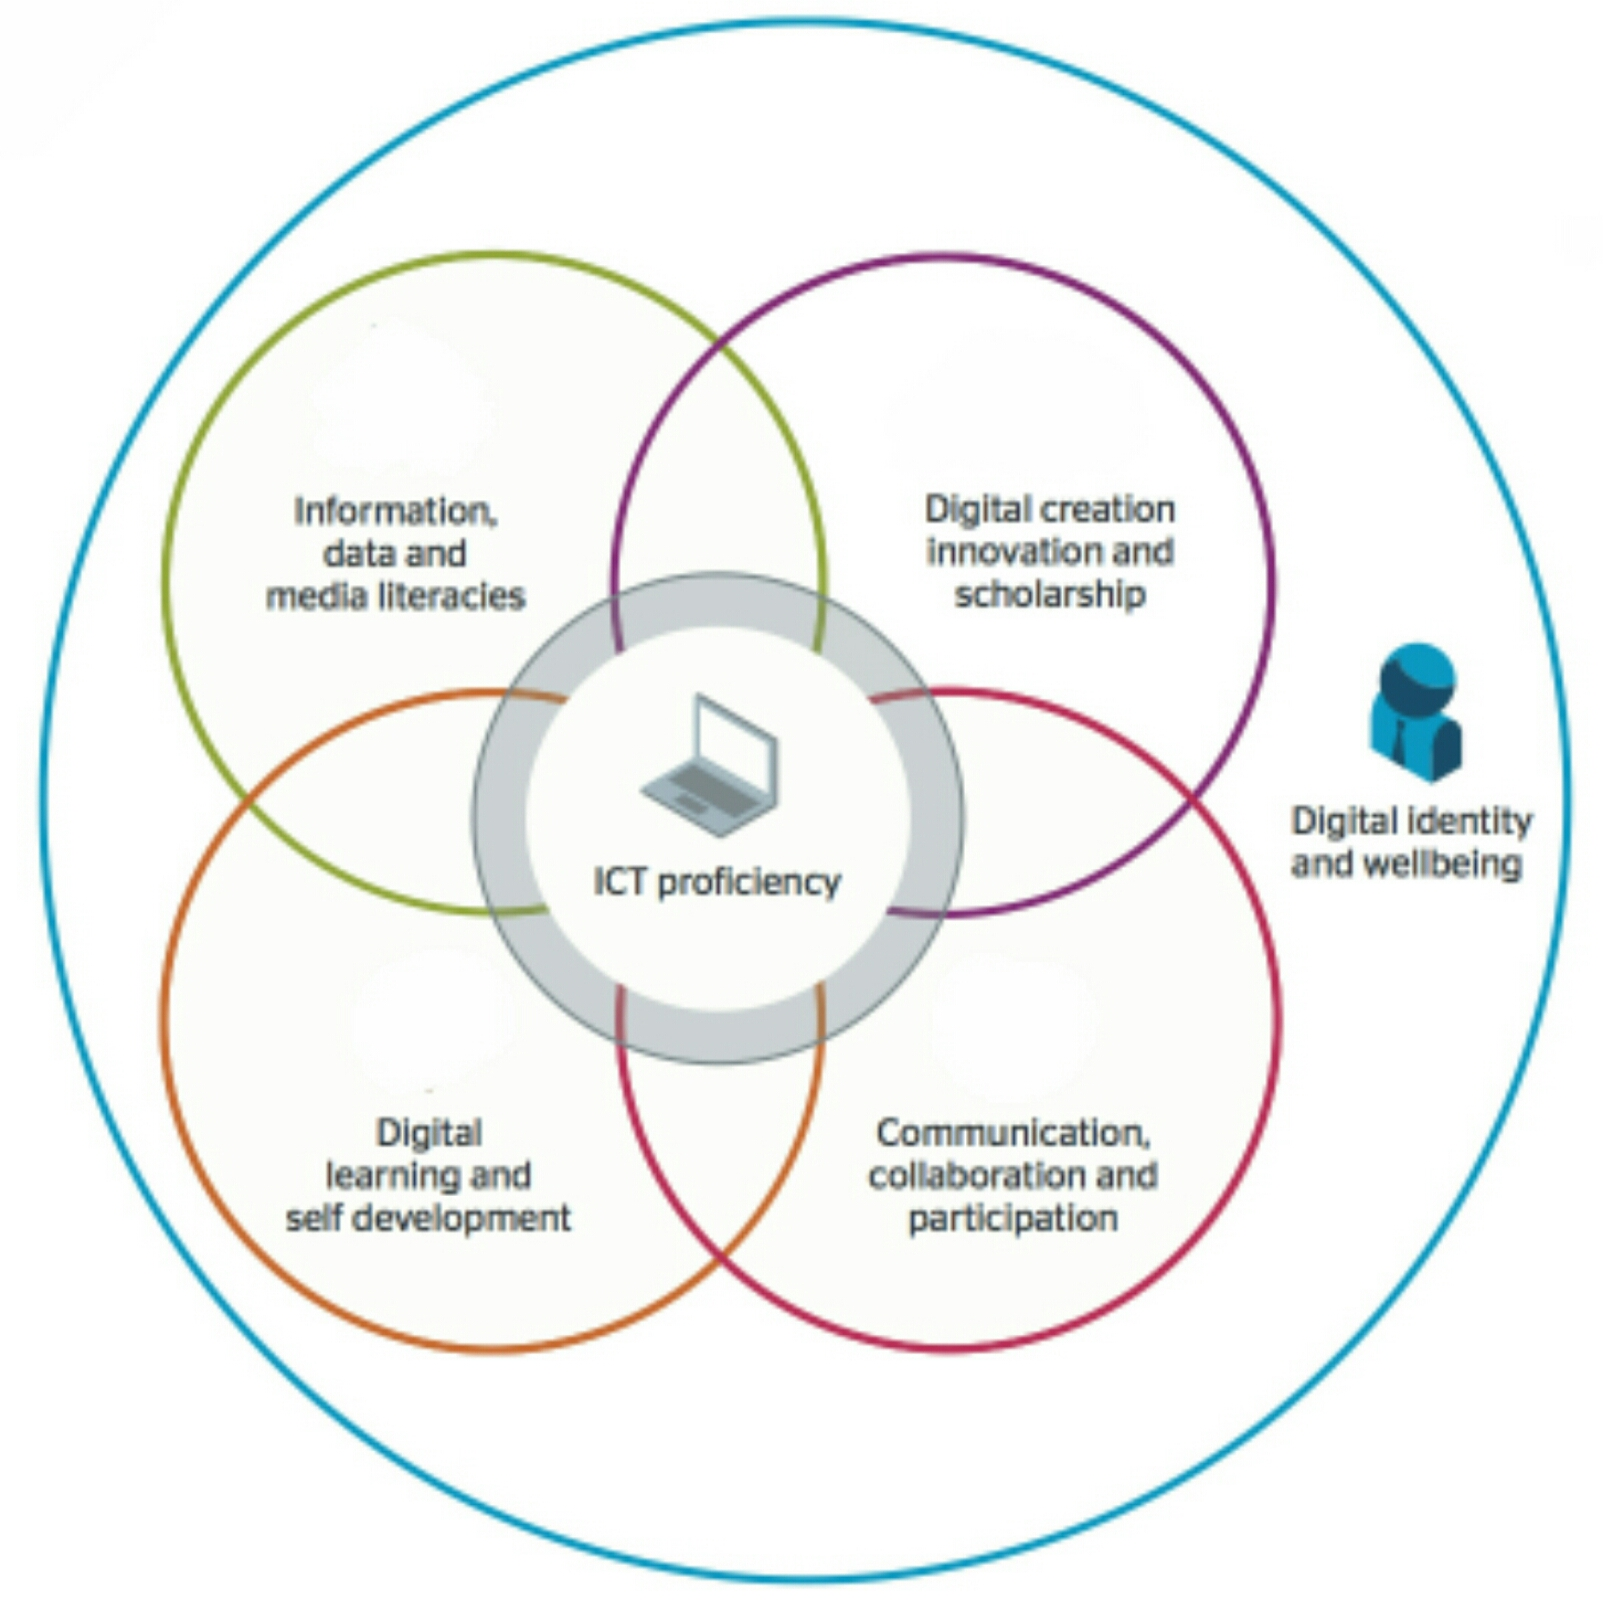 Information,
data and
media literacies
Digital creation
innovation and
scholarship
ICT proficiency
Digital identity
and wellbeing
Digital
learning and
self development
Communication,
collaboration and
participation